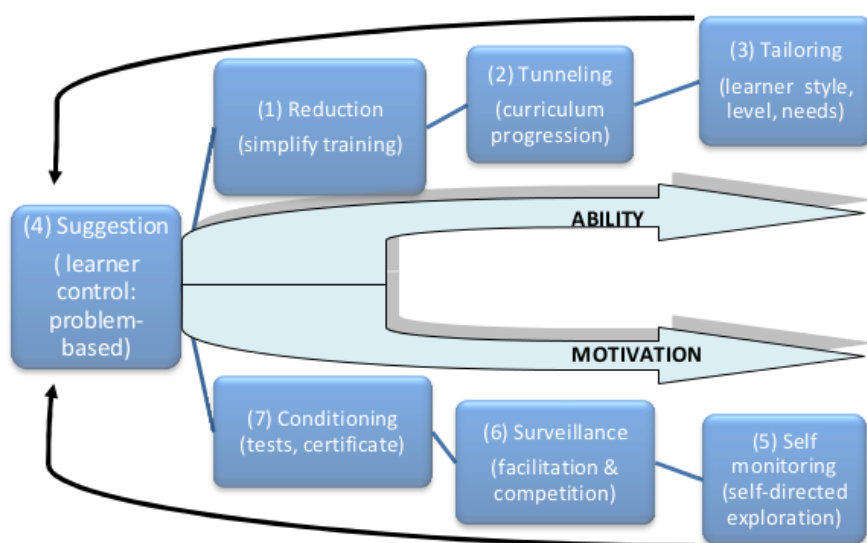 (1) Reduction
(simplify training)
(2) Tunneling
(curriculum
progression)
(3) Tailoring
(learner style,
level, needs)
(4) Suggestion
( learner
control:
problem-
based)
ABILITY
MOTIVATION
(7) Conditioning
(tests, certificate)
(6) Surveillance
(facilitation &
competition)
(5) Self
monitoring
(self-directed
exploration)